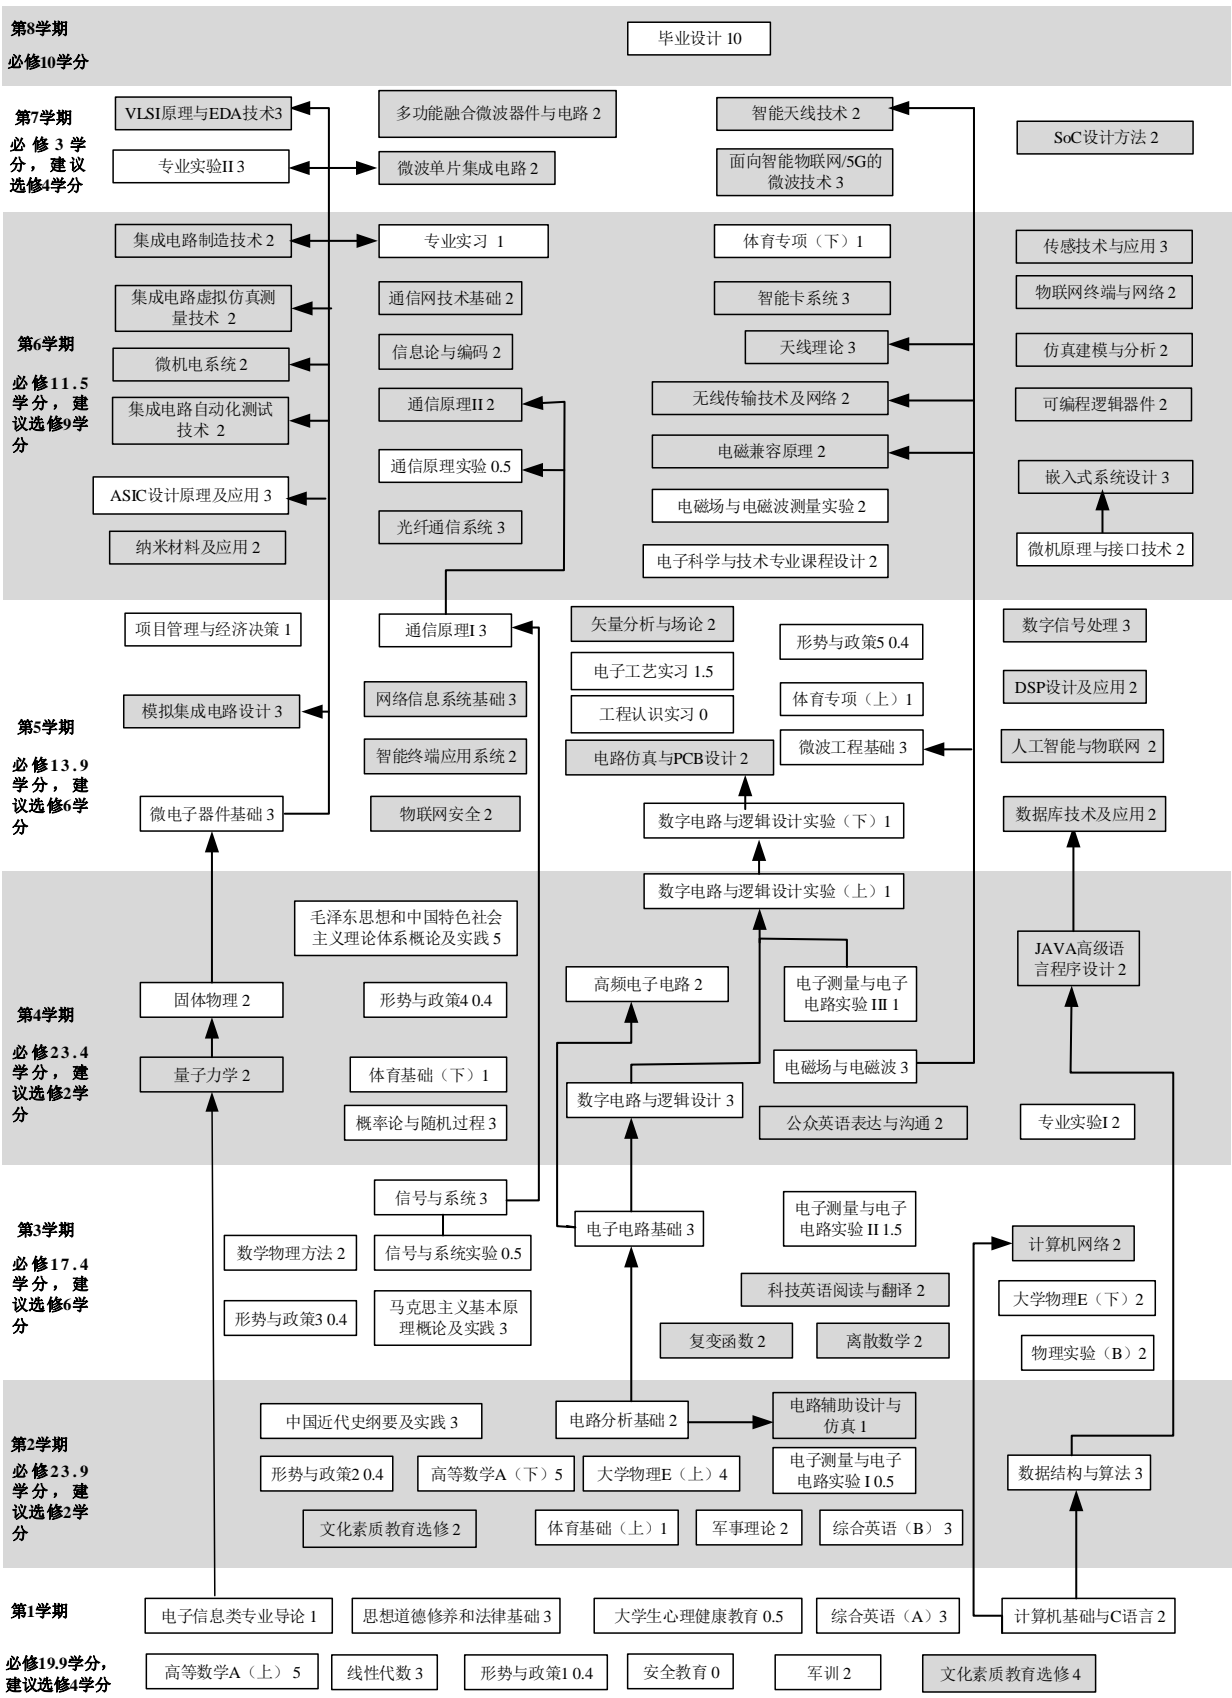 第8学期
必修10学分
毕业设计 10
第7学期
必修3学
分，建议
选修4学分
VLSI原理与EDA技术3
多功能融合微波器件与电路 2
智能天线技术 2
SoC设计方法 2
专业实验II 3
微波单片集成电路 2
面向智能物联网/5G的
微波技术 3
第6学期
必修11.5
学分，建
议选修9学
分
集成电路制造技术 2
专业实习 1
体育专项（下）1
传感技术与应用 3
集成电路虚拟仿真测
量技术 2
通信网技术基础 2
智能卡系统 3
物联网终端与网络 2
微机电系统 2
信息论与编码 2
天线理论 3
仿真建模与分析 2
集成电路自动化测试
技术 2
通信原理II 2
无线传输技术及网络 2
可编程逻辑器件 2
通信原理实验 0.5
电磁兼容原理 2
嵌入式系统设计 3
ASIC设计原理及应用 3
光纤通信系统 3
电磁场与电磁波测量实验 2
纳米材料及应用 2
电子科学与技术专业课程设计 2
微机原理与接口技术 2
第5学期
必修13.9
学分，建
议选修6学
分
项目管理与经济决策 1
通信原理I 3
矢量分析与场论 2
形势与政策5 0.4
数字信号处理 3
电子工艺实习 1.5
模拟集成电路设计 3
网络信息系统基础 3
工程认识实习 0
体育专项（上）1
DSP设计及应用 2
智能终端应用系统 2
电路仿真与PCB设计 2
微波工程基础 3
人工智能与物联网 2
微电子器件基础 3
物联网安全 2
数字电路与逻辑设计实验（下）1
数据库技术及应用 2
第4学期
必修23.4
学分，建
议选修2学
分
数字电路与逻辑设计实验（上）1
毛泽东思想和中国特色社会
主义理论体系概论及实践 5
JAVA高级语
言程序设计 2
固体物理 2
形势与政策4 0.4
高频电子电路 2
电子测量与电子
电路实验 III 1
量子力学 2
体育基础（下）1
电磁场与电磁波 3
数字电路与逻辑设计 3
概率论与随机过程 3
公众英语表达与沟通 2
专业实验I 2
第3学期
必修17.4
学分，建
议选修6学
分
信号与系统 3
电子电路基础 3
电子测量与电子
电路实验 II 1.5
数学物理方法 2
信号与系统实验 0.5
计算机网络 2
科技英语阅读与翻译 2
大学物理E（下）2
形势与政策3 0.4
马克思主义基本原
理概论及实践 3
复变函数 2
离散数学 2
物理实验（B）2
第2学期
必修23.9
学分，建
议选修2学
分
中国近代史纲要及实践 3
电路分析基础 2
电路辅助设计与
仿真 1
形势与政策2 0.4
高等数学A（下）5
大学物理E（上）4
电子测量与电子
电路实验 I 0.5
数据结构与算法 3
文化素质教育选修 2
体育基础（上）1
军事理论 2
综合英语（B） 3
第1学期
必修19.9学分，
建议选修4学分
电子信息类专业导论 1
思想道德修养和法律基础 3
大学生心理健康教育 0.5
综合英语（A）3
计算机基础与C语言 2
高等数学A（上）5
线性代数 3
形势与政策1 0.4
安全教育 0
军训 2
文化素质教育选修 4